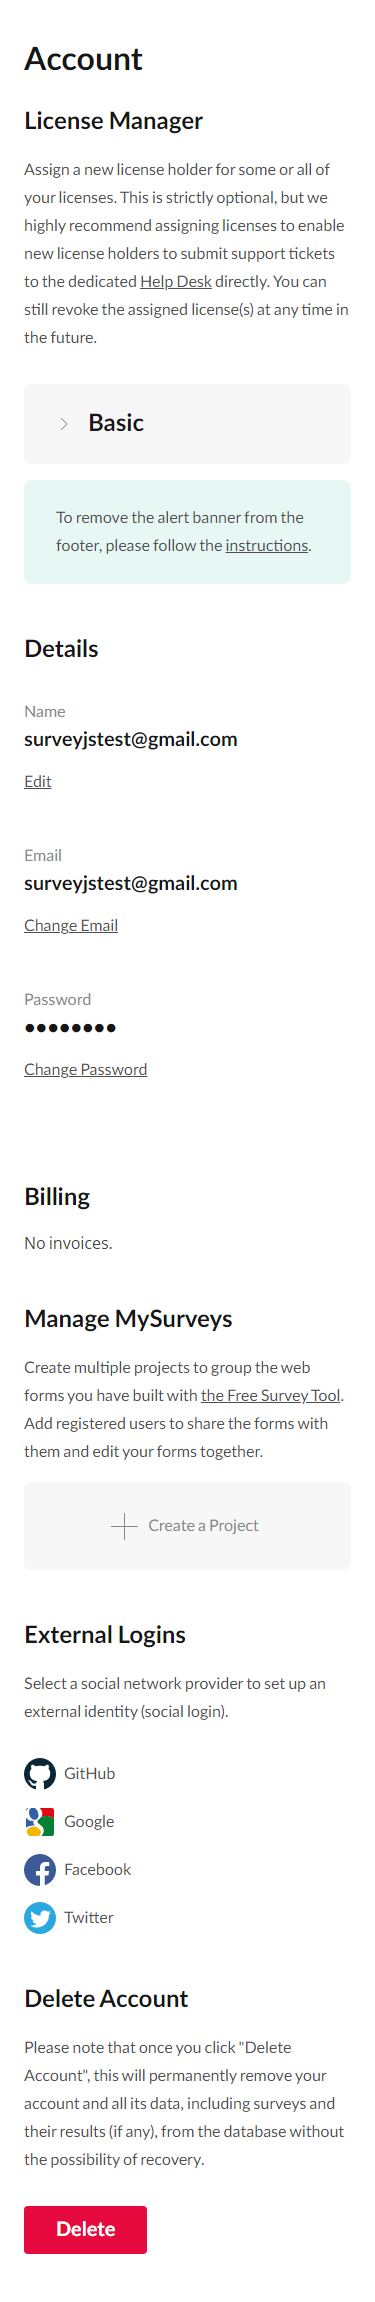 Account
License Manager
Assign a new license holder for some or all of
your licenses. This is strictly optional, but we
highly recommend assigning licenses to enable
new license holders to submit support tickets
to the dedicated Help Desk directly. You can
still revoke the assigned license(s) at any time in
the future.
Basic
To remove the alert banner from the
footer, please follow the instructions.
Details
Name
surveyjstest@gmail.com
Edit
Email
surveyjstest@gmail.com
Change Email
Password
●●●●●●●●
Change Password
Billing
No invoices.
Manage MySurveys
Create multiple projects to group the web
forms you have built with the Free Survey Tool.
Add registered users to share the forms with
them and edit your forms together.
Create a Project
External Logins
Select a social network provider to set up an
external identity (social login).
GitHub
Google
Facebook
Twitter
Delete Account
Please note that once you click "Delete
Account", this will permanently remove your
account and all its data, including surveys and
their results (if any), from the database without
the possibility of recovery.
Delete